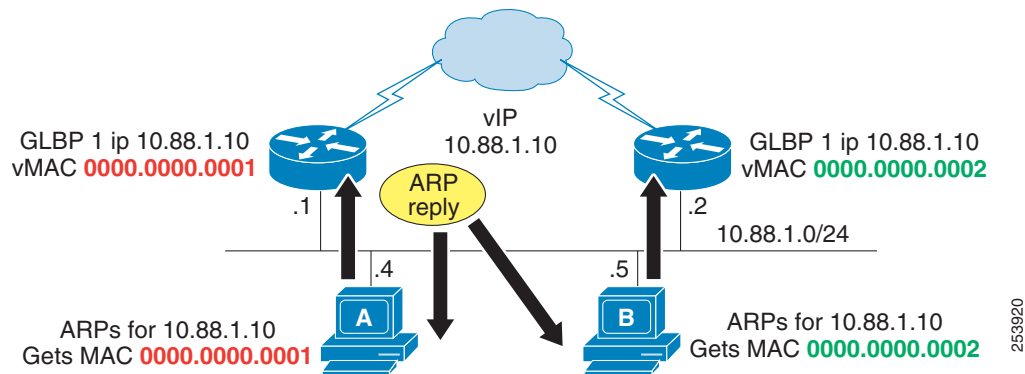 vIP
10.88.1.10
GLBP 1 ip 10.88.1.10
vMAC 0000.0000.0001
GLBP 1 ip 10.88.1.10
vMAC 0000.0000.0002
ARP
reply
.1
.2
10.88.1.0/24
.4
.5
A
B
ARPs for 10.88.1.10
Gets MAC 0000.0000.0001
ARPs for 10.88.1.10
Gets MAC 0000.0000.0002
253920